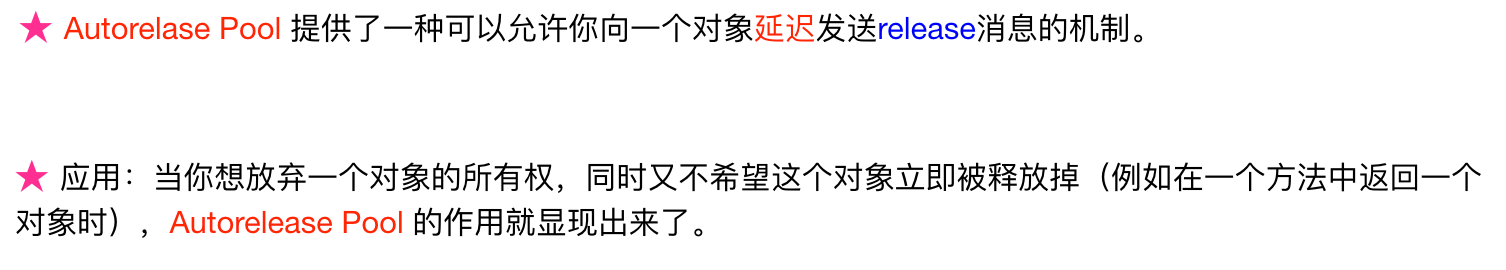 ★ Autorelase Pool 提供了一种可以允许你向一个对象延迟发送release消息的机制。
★ 应用：当你想放弃一个对象的所有权，同时又不希望这个对象立即被释放掉（例如在一个方法中返回一个
对象时），Autorelease Pool 的作用就显现出来了。